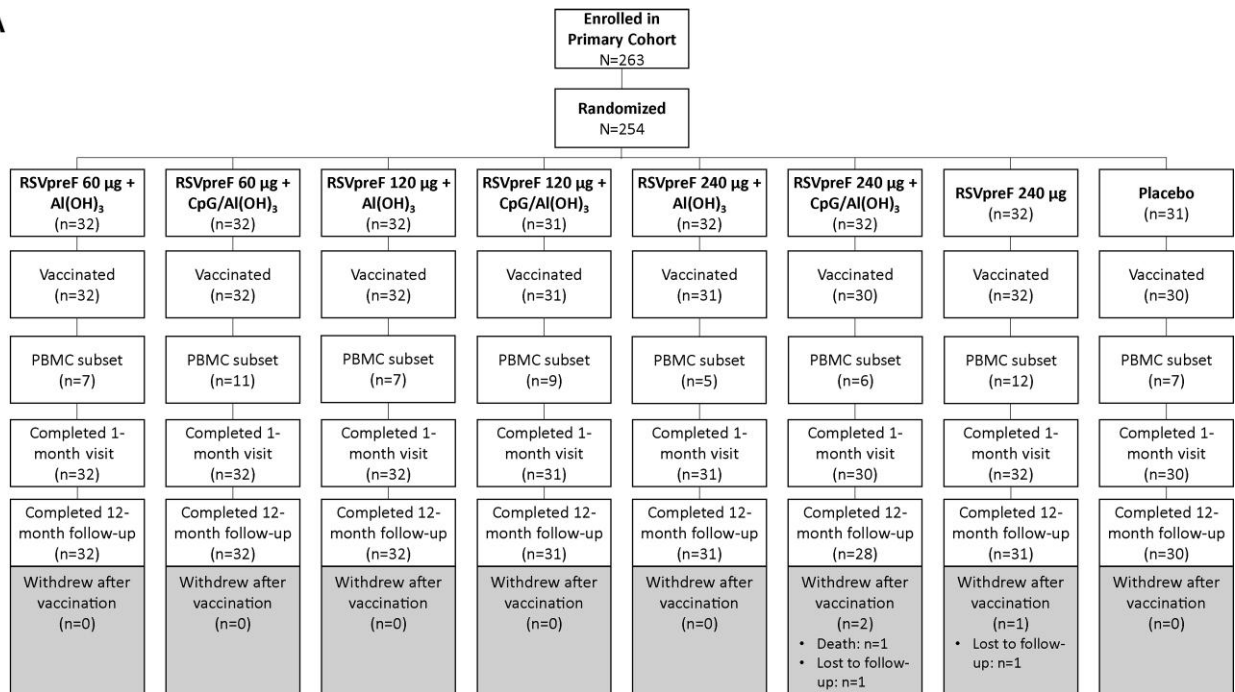 A
Enrolled in
Primary Cohort
N=263
Randomized
N=254
RSVpreF 60 µg +
Al(OH)₃
(n=32)
RSVpreF 60 µg +
CpG/Al(OH)₃
(n=32)
RSVpreF 120 µg +
Al(OH)₃
(n=32)
RSVpreF 120 µg +
CpG/Al(OH)₃
(n=31)
RSVpreF 240 µg +
Al(OH)₃
(n=32)
RSVpreF 240 µg +
CpG/Al(OH)₃
(n=32)
RSVpreF 240 µg
(n=32)
Placebo
(n=31)
Vaccinated
(n=32)
Vaccinated
(n=32)
Vaccinated
(n=32)
Vaccinated
(n=31)
Vaccinated
(n=31)
Vaccinated
(n=30)
Vaccinated
(n=32)
Vaccinated
(n=30)
PBMC subset
(n=7)
PBMC subset
(n=11)
PBMC subset
(n=7)
PBMC subset
(n=9)
PBMC subset
(n=5)
PBMC subset
(n=6)
PBMC subset
(n=12)
PBMC subset
(n=7)
Completed 1-
month visit
(n=32)
Completed 1-
month visit
(n=32)
Completed 1-
month visit
(n=32)
Completed 1-
month visit
(n=31)
Completed 1-
month visit
(n=31)
Completed 1-
month visit
(n=30)
Completed 1-
month visit
(n=32)
Completed 1-
month visit
(n=30)
Completed 12-
month follow-up
(n=32)
Completed 12-
month follow-up
(n=32)
Completed 12-
month follow-up
(n=32)
Completed 12-
month follow-up
(n=31)
Completed 12-
month follow-up
(n=31)
Completed 12-
month follow-up
(n=28)
Completed 12-
month follow-up
(n=31)
Completed 12-
month follow-up
(n=30)
Withdrew after
vaccination
(n=0)
Withdrew after
vaccination
(n=0)
Withdrew after
vaccination
(n=0)
Withdrew after
vaccination
(n=0)
Withdrew after
vaccination
(n=0)
Withdrew after
vaccination
(n=2)
• Death: n=1
• Lost to follow-
up: n=1
Withdrew after
vaccination
(n=1)
• Lost to follow-
up: n=1
Withdrew after
vaccination
(n=0)